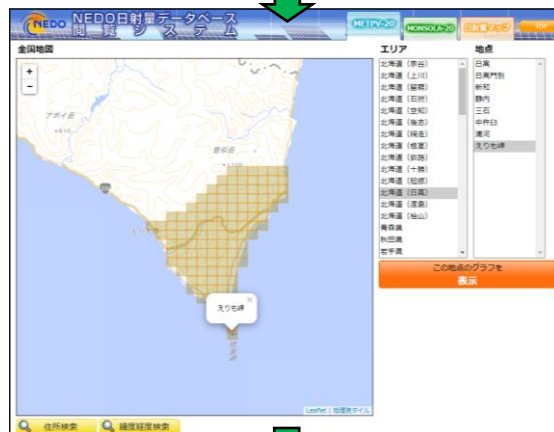 NEDO NEDO日射量データベース
閲覧システム
METPV-20
MONSOLA-20
日射量マップ
TOP
全国地図
エリア
地点
+
−
アポイ岳
豊似岳
えりも岬
Leaflet | 地理院タイル
北海道 (宗谷)
北海道 (上川)
北海道 (留萌)
北海道 (石狩)
北海道 (空知)
北海道 (後志)
北海道 (網走)
北海道 (根室)
北海道 (釧路)
北海道 (十勝)
北海道 (胆振)
北海道 (日高)
北海道 (渡島)
北海道 (桧山)
青森県
秋田県
岩手県
日高
日高門別
新和
静内
三石
中杵臼
浦河
えりも岬
この地点のグラフを
表示
住所検索
緯度経度検索